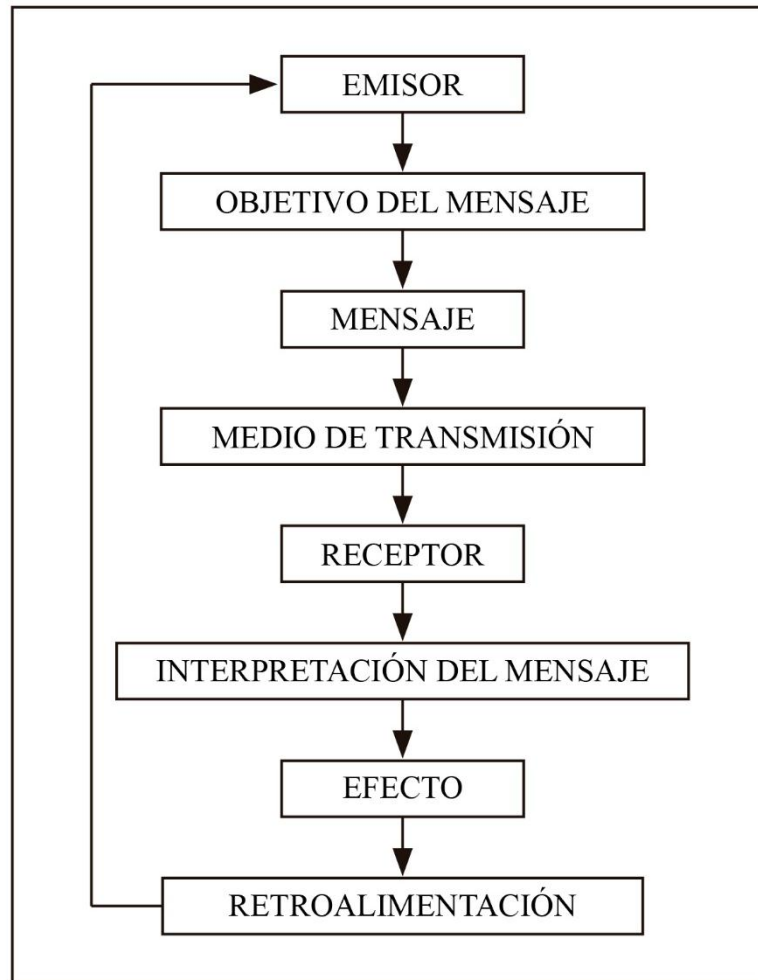 EMISOR
OBJETIVO DEL MENSAJE
MENSAJE
MEDIO DE TRANSMISIÓN
RECEPTOR
INTERPRETACIÓN DEL MENSAJE
EFECTO
RETROALIMENTACIÓN